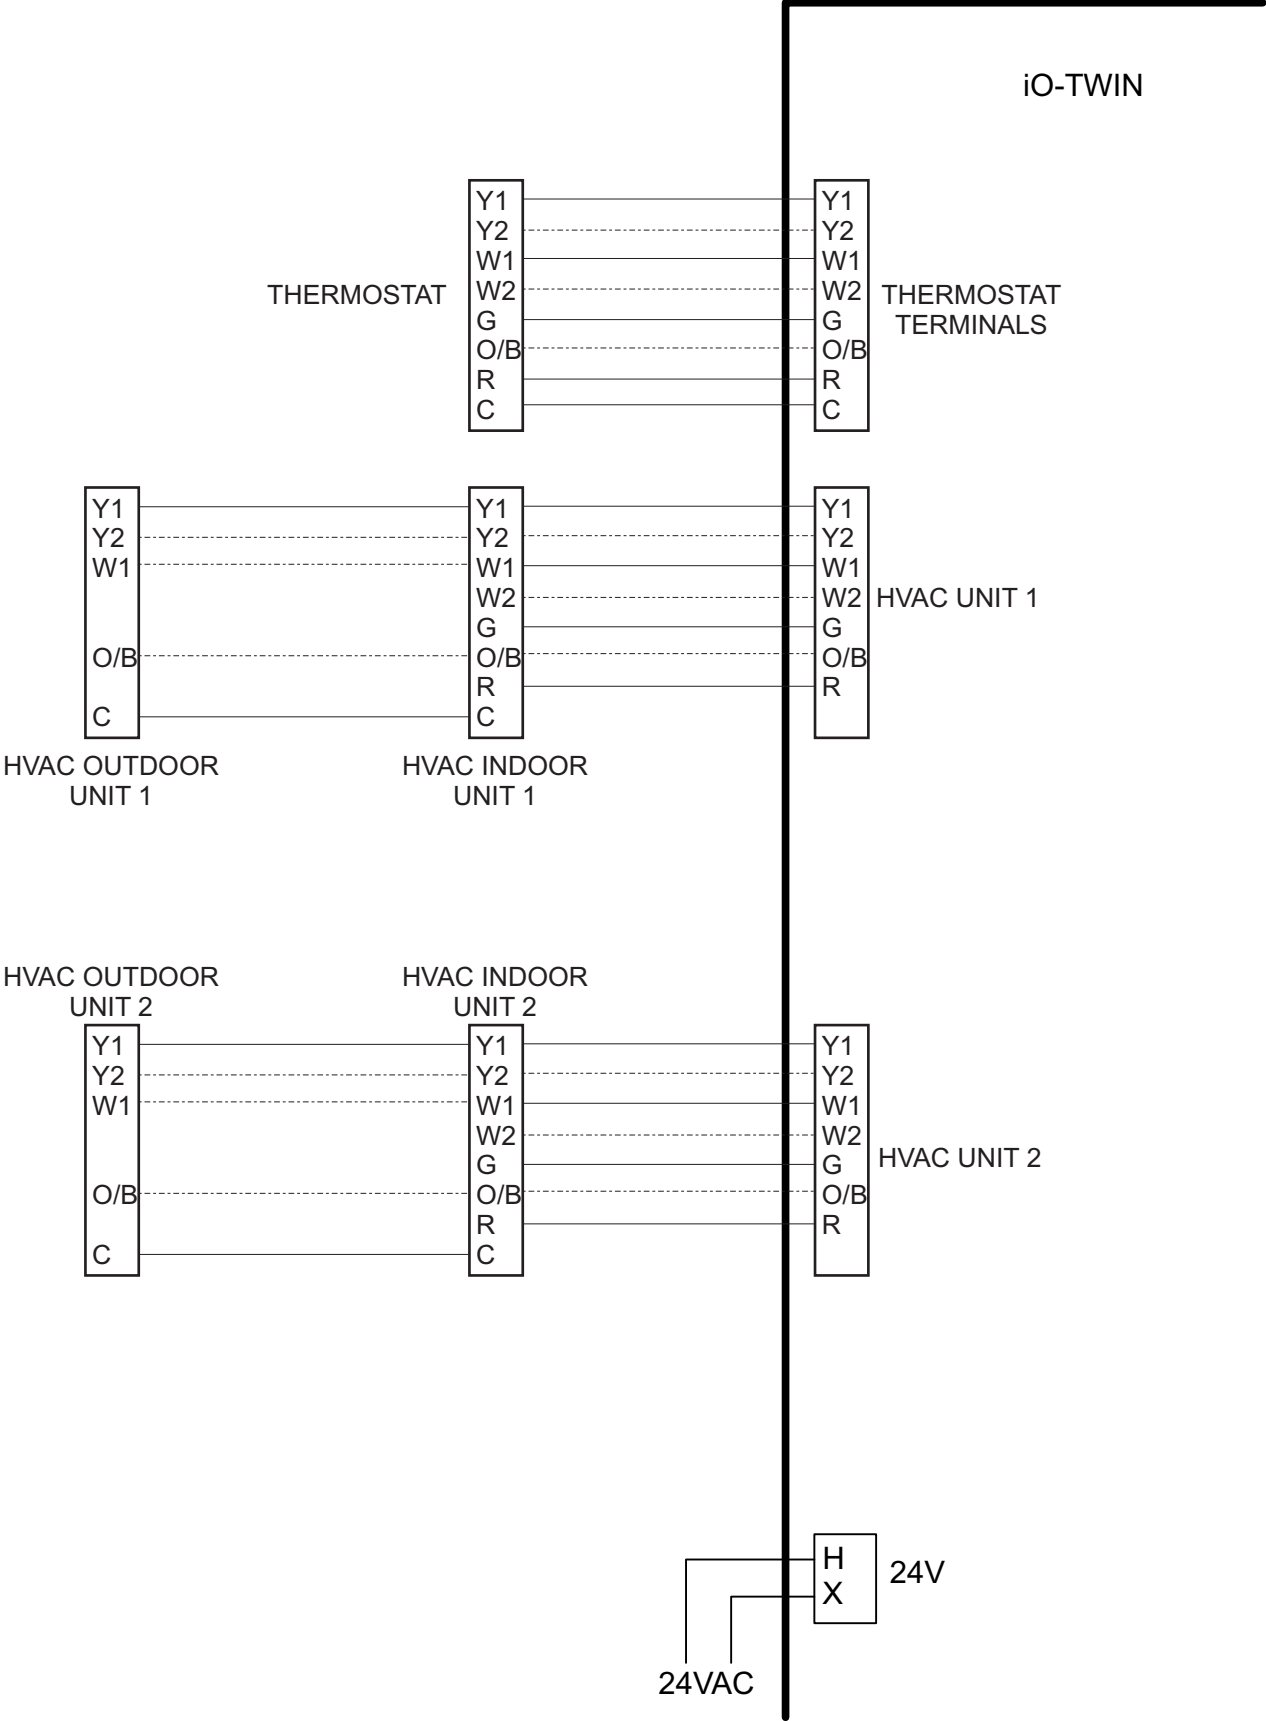 iO-TWIN
Y1
Y2
W1
W2
G
O/B
R
C
THERMOSTAT
Y1
Y2
W1
W2
G
O/B
R
C
THERMOSTAT
TERMINALS
Y1
Y2
W1
O/B
C
HVAC OUTDOOR
UNIT 1
Y1
Y2
W1
W2
G
O/B
R
C
HVAC INDOOR
UNIT 1
Y1
Y2
W1
W2
G
O/B
R
HVAC UNIT 1
HVAC OUTDOOR
UNIT 2
Y1
Y2
W1
O/B
C
HVAC INDOOR
UNIT 2
Y1
Y2
W1
W2
G
O/B
R
C
Y1
Y2
W1
W2
G
O/B
R
HVAC UNIT 2
H
X
24V
24VAC